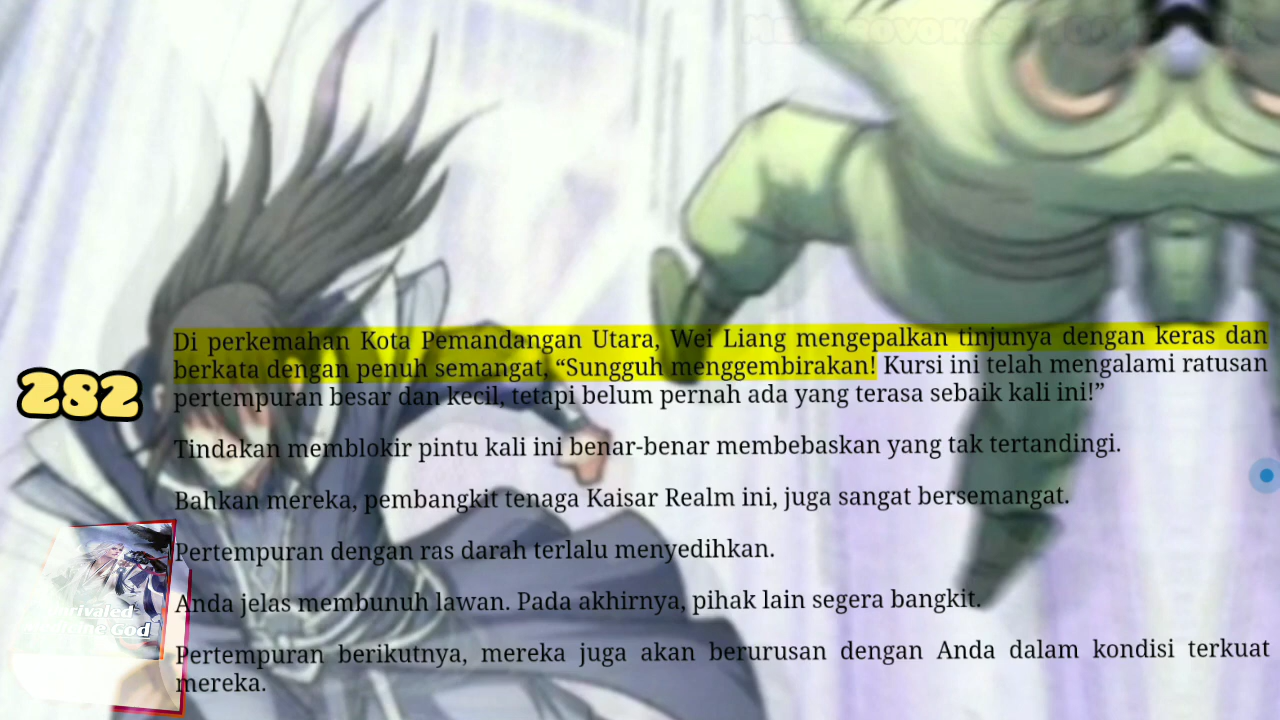 Di perkemahan Kota Pemandangan Utara, Wei Liang mengepalkan tinjunya dengan keras dan
berkata dengan penuh semangat, “Sungguh menggembirakan! Kursi ini telah mengalami ratusan
pertempuran besar dan kecil, tetapi belum pernah ada yang terasa sebaik kali ini!”
282
Tindakan memblokir pintu kali ini benar-benar membebaskan yang tak tertandingi.
Bahkan mereka, pembangkit tenaga Kaisar Realm ini, juga sangat bersemangat.
Pertempuran dengan ras darah terlalu menyedihkan.
Anda jelas membunuh lawan. Pada akhirnya, pihak lain segera bangkit.
Pertempuran berikutnya, mereka juga akan berurusan dengan Anda dalam kondisi terkuat
mereka.
God